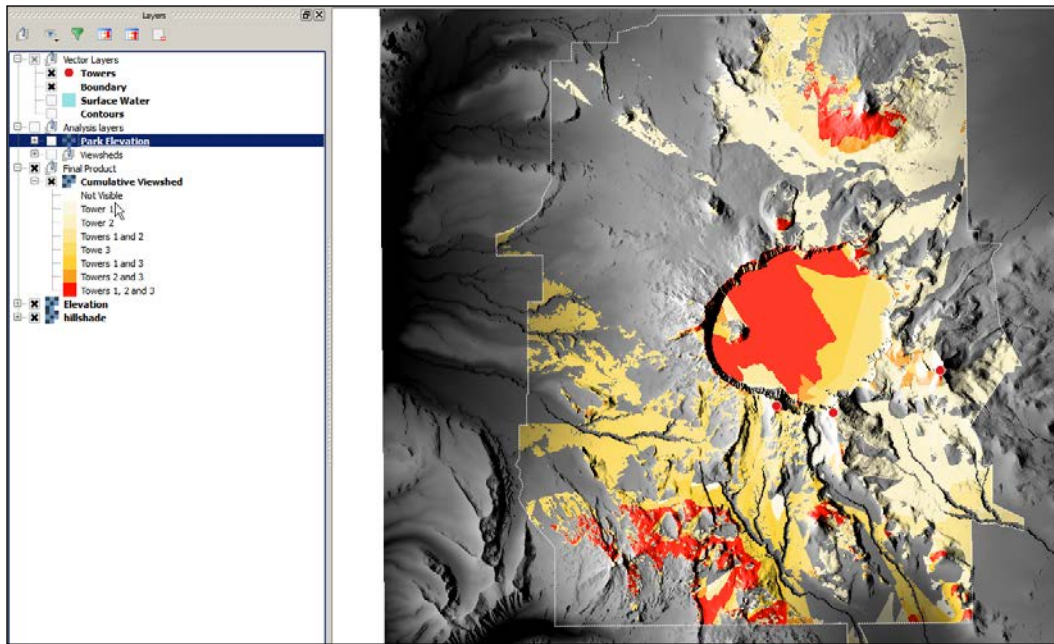 Layers
Vector Layers
Towers
Boundary
Surface Water
Contours
Analysis layers
Park Elevation
Viewsheds
Final Product
Cumulative Viewshed
Not Visible
Tower 1
Tower 2
Towers 1 and 2
Towe 3
Towers 1 and 3
Towers 2 and 3
Towers 1, 2 and 3
Elevation
hillshade